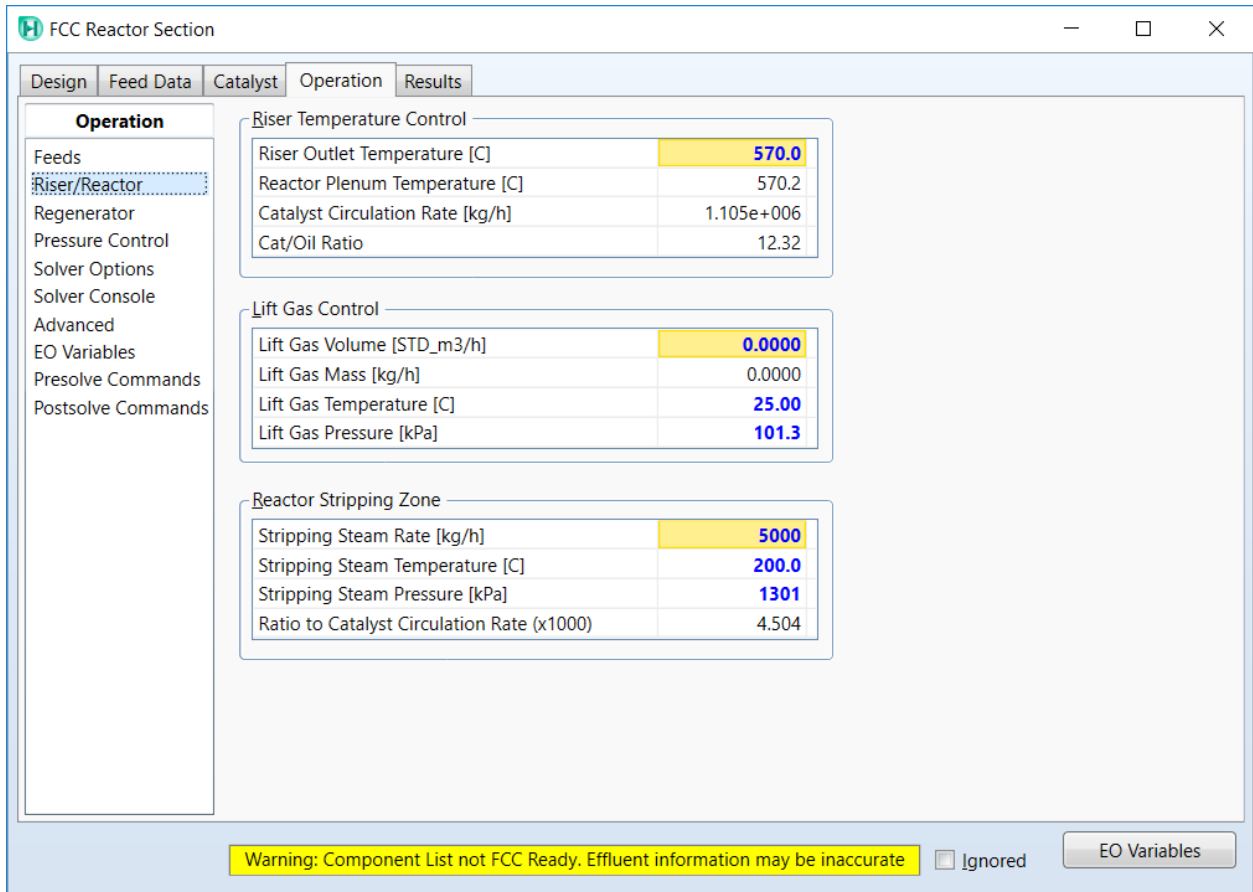 FCC Reactor Section
Design Feed Data Catalyst Operation Results
Operation
Feeds
Riser/Reactor
Regenerator
Pressure Control
Solver Options
Solver Console
Advanced
EO Variables
Presolve Commands
Postsolve Commands
Riser Temperature Control
Riser Outlet Temperature [C] 570.0
Reactor Plenum Temperature [C] 570.2
Catalyst Circulation Rate [kg/h] 1.105e+006
Cat/Oil Ratio 12.32
Lift Gas Control
Lift Gas Volume [STD_m3/h] 0.0000
Lift Gas Mass [kg/h] 0.0000
Lift Gas Temperature [C] 25.00
Lift Gas Pressure [kPa] 101.3
Reactor Stripping Zone
Stripping Steam Rate [kg/h] 5000
Stripping Steam Temperature [C] 200.0
Stripping Steam Pressure [kPa] 1301
Ratio to Catalyst Circulation Rate (x1000) 4.504
Warning: Component List not FCC Ready. Effluent information may be inaccurate Ignored EO Variables